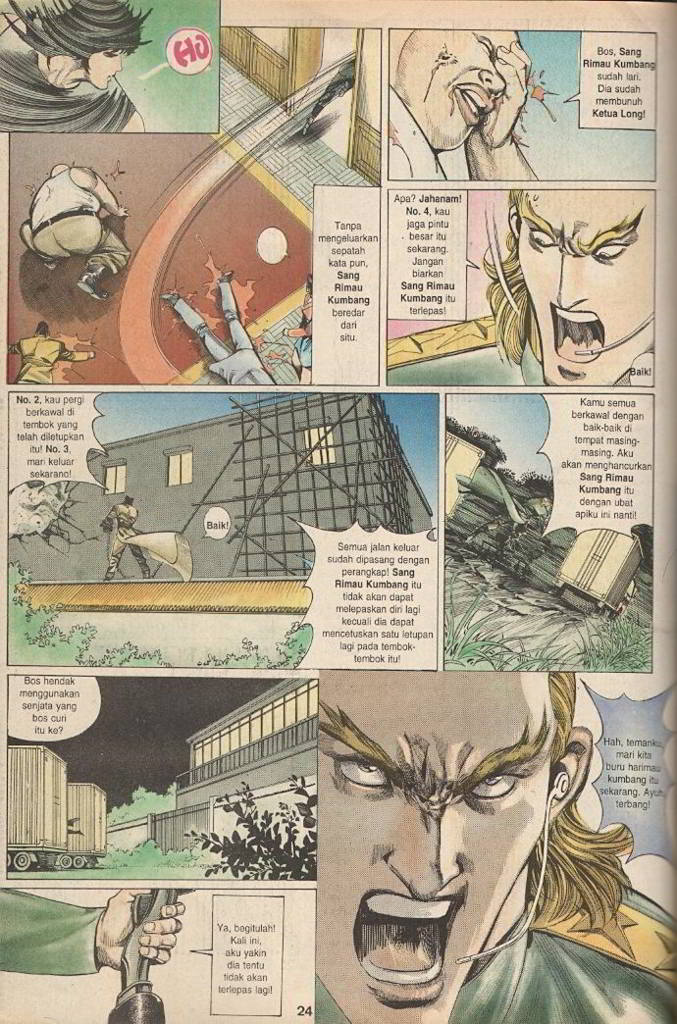 HO
Tanpa
mengeluarkan
sepatah
kata pun,
Sang
Rimau
Kumbang
beredar
dari
situ.
Bos, Sang
Rimau Kumbang
sudah lari.
Dia sudah
membunuh
Ketua Long!
Apa? Jahanam!
No. 4, kau
jaga pintu
besar itu
sekarang.
Jangan
biarkan
Sang Rimau
Kumbang itu
terlepas!
Baik!
No. 2, kau pergi
berkawal di
tembok yang
telah diletupkan
itu! No. 3,
mari keluar
sekarang!
Baik!
Semua jalan keluar
sudah dipasang dengan
perangkap! Sang
Rimau Kumbang itu
tidak akan dapat
melepaskan diri lagi
kecuali dia dapat
mencetuskan satu letupan
lagi pada tembok-
tembok itu!
Kamu semua
berkawal dengan
baik-baik di
tempat masing-
masing. Aku
akan menghancurkan
Sang Rimau
Kumbang itu
dengan ubat
apiku ini nanti!
Bos hendak
menggunakan
senjata yang
bos curi
itu ke?
Hah, temanku
mari kita
buru harimau
kumbang itu
sekarang. Ayuh
terbang!
Ya, begitulah!
Kali ini,
aku yakin
dia tentu
tidak akan
terlepas lagi!
24